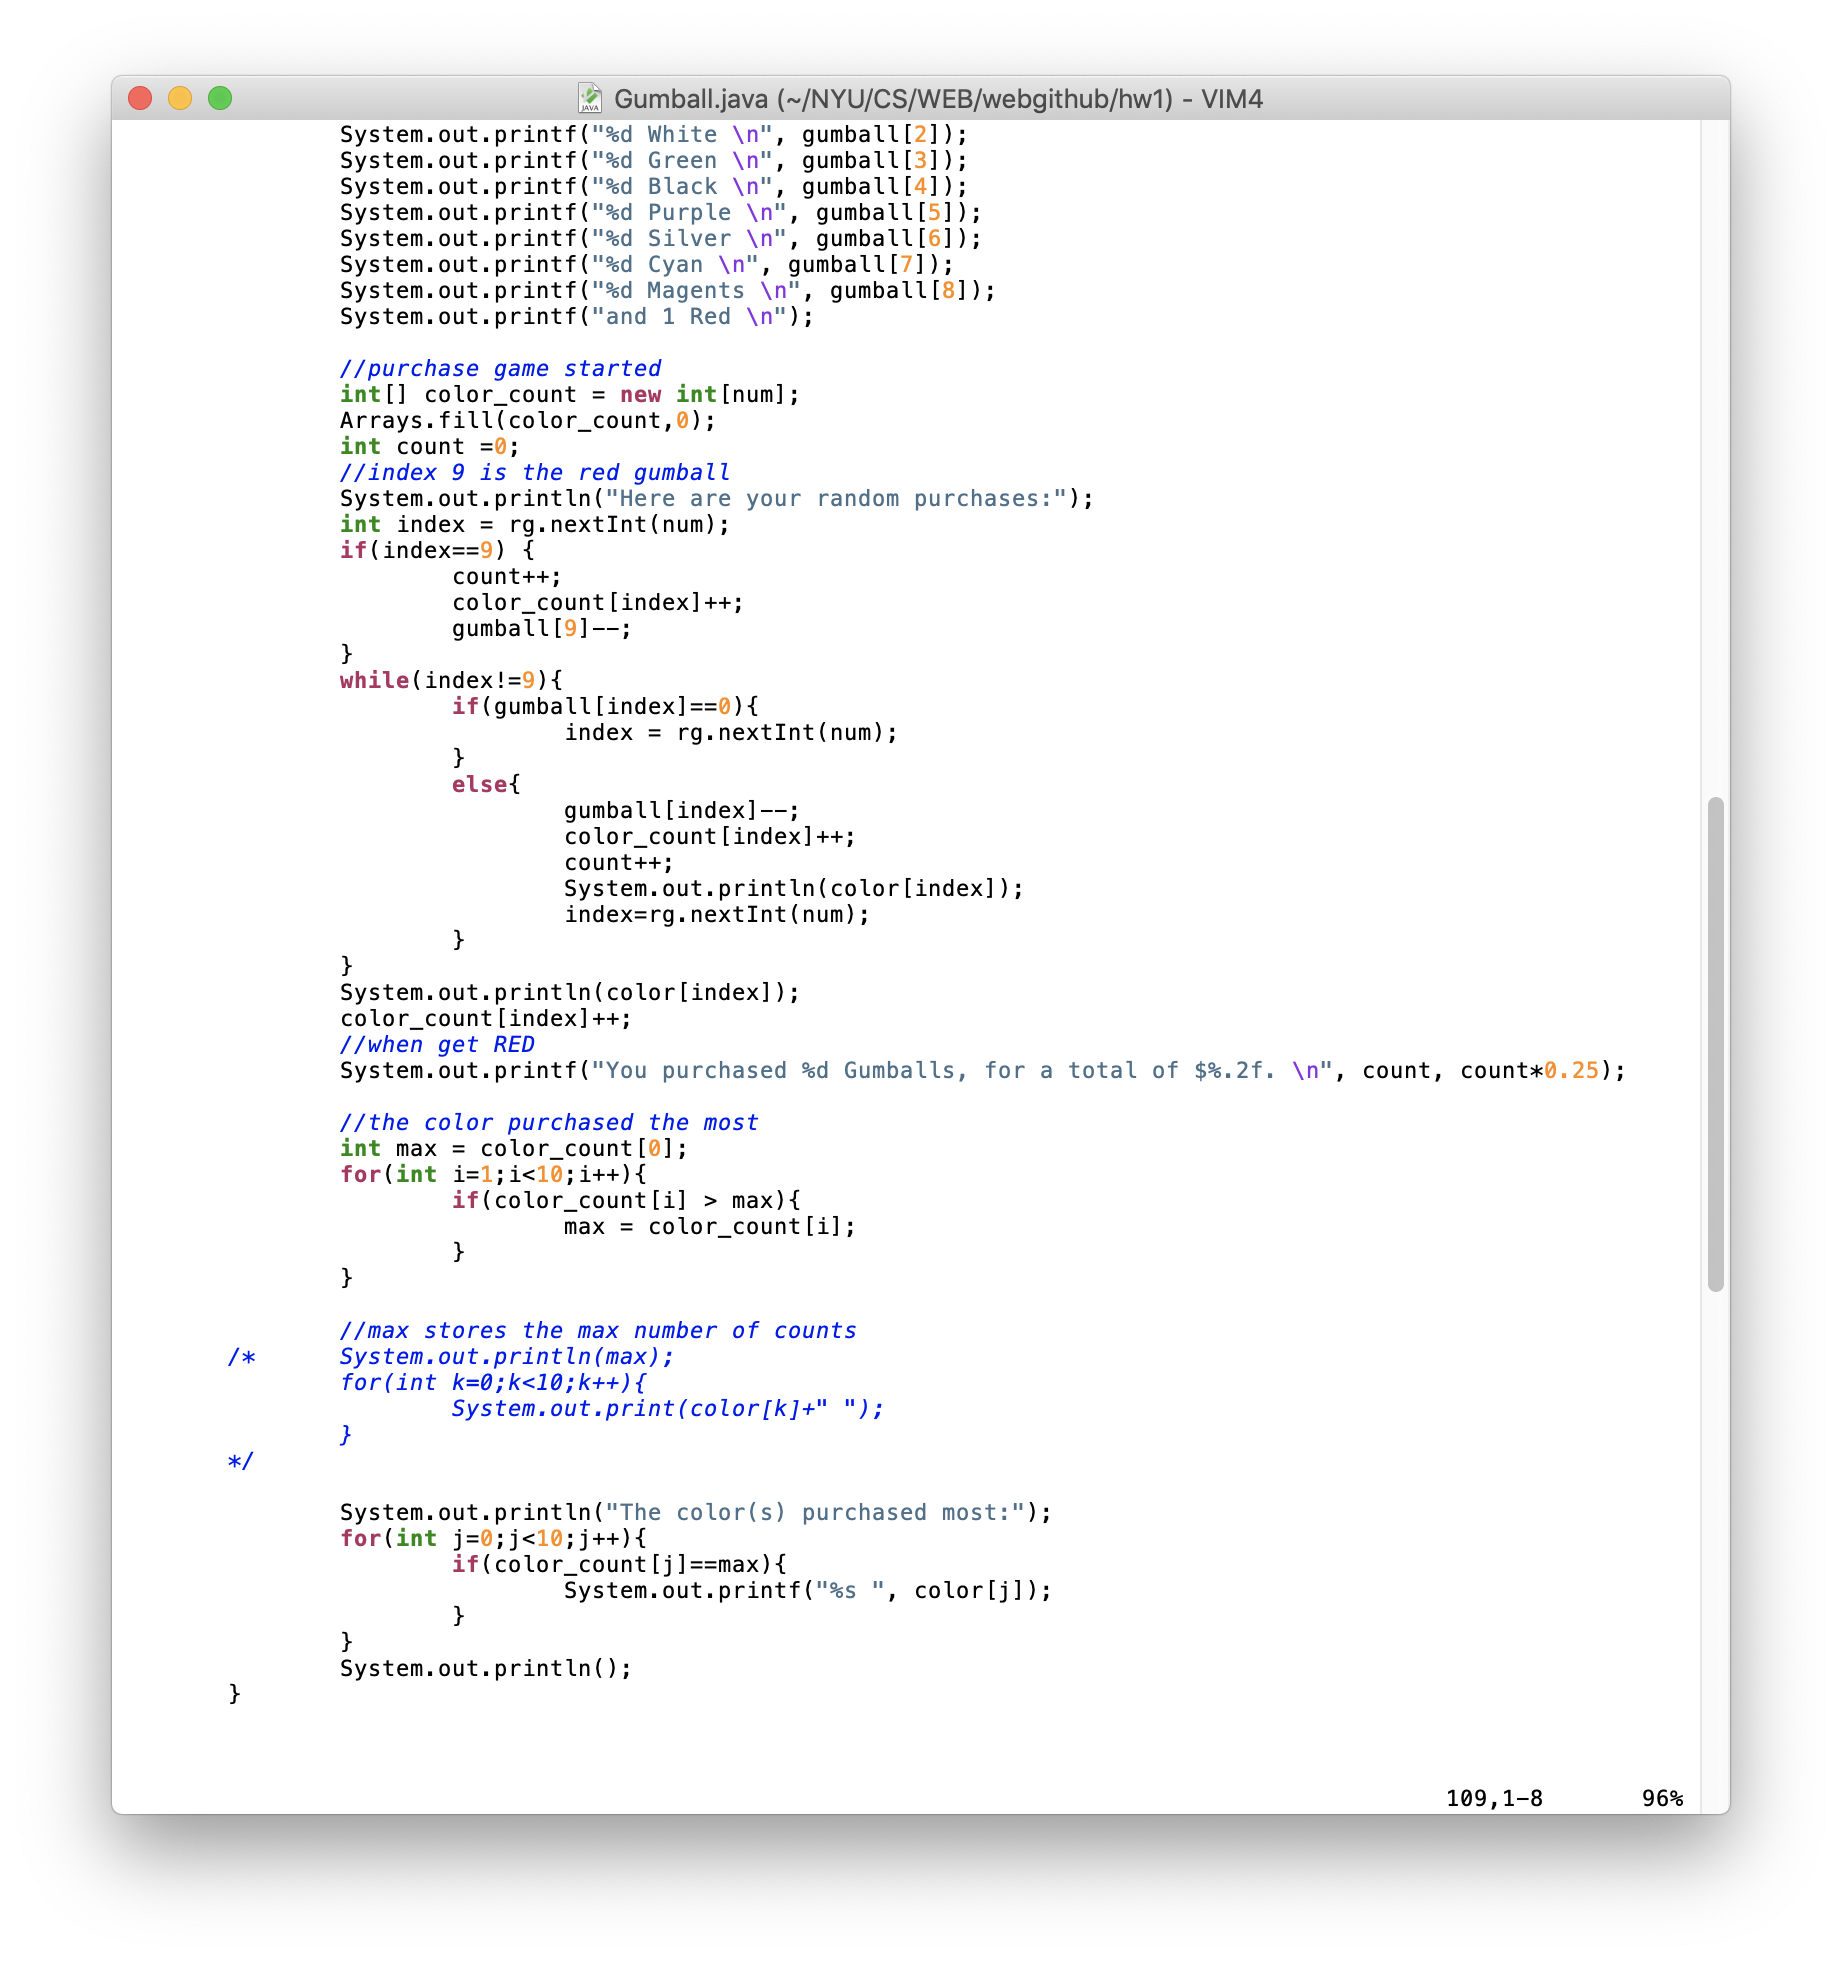 Gumball.java (~/NYU/CS/WEB/webgithub/hw1) - VIM4
System.out.printf("%d White \n", gumball[2]);
System.out.printf("%d Green \n", gumball[3]);
System.out.printf("%d Black \n", gumball[4]);
System.out.printf("%d Purple \n", gumball[5]);
System.out.printf("%d Silver \n", gumball[6]);
System.out.printf("%d Cyan \n", gumball[7]);
System.out.printf("%d Magents \n", gumball[8]);
System.out.printf("and 1 Red \n");
//purchase game started
int[] color_count = new int[num];
Arrays.fill(color_count,0);
int count =0;
//index 9 is the red gumball
System.out.println("Here are your random purchases:");
int index = rg.nextInt(num);
if(index==9) {
count++;
color_count[index]++;
gumball[9]--;
}
while(index!=9){
if(gumball[index]==0){
index = rg.nextInt(num);
}
else{
gumball[index]--;
color_count[index]++;
count++;
System.out.println(color[index]);
index=rg.nextInt(num);
}
}
System.out.println(color[index]);
color_count[index]++;
//when get RED
System.out.printf("You purchased %d Gumballs, for a total of $%.2f. \n", count, count*0.25);
//the color purchased the most
int max = color_count[0];
for(int i=1;i<10;i++){
if(color_count[i] > max){
max = color_count[i];
}
}
//max stores the max number of counts
/* System.out.println(max);
for(int k=0;k<10;k++){
System.out.print(color[k]+" ");
}
*/
System.out.println("The color(s) purchased most:");
for(int j=0;j<10;j++){
if(color_count[j]==max){
System.out.printf("%s ", color[j]);
}
}
System.out.println();
}
109,1-8 96%